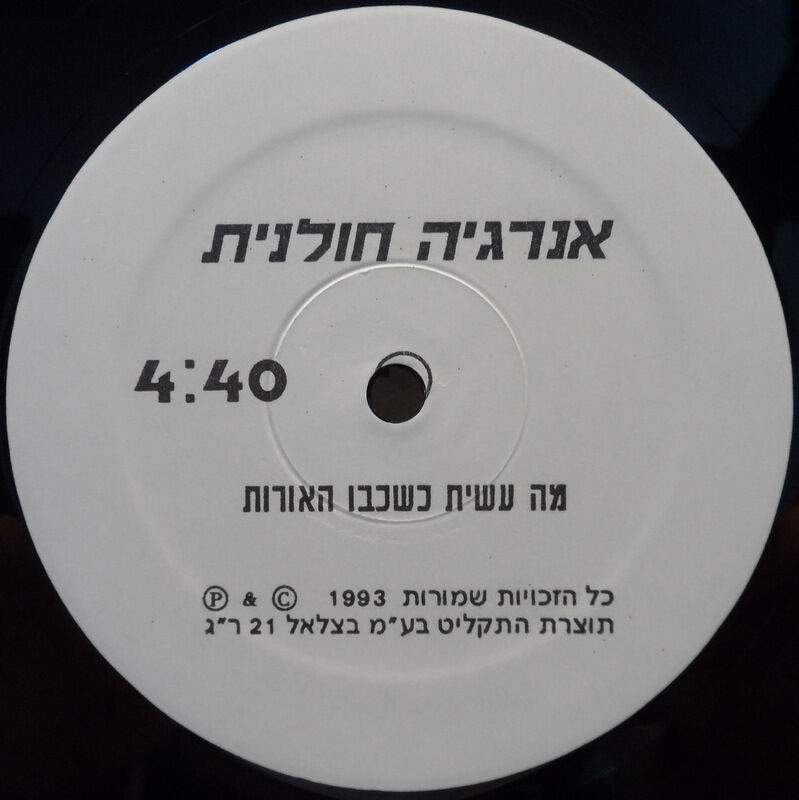 אנרגיה חולנית
4:40
מה עשית כשכבו האורות
כל הזכויות שמורות 1993 © & ℗
תוצרת התקליט בע"מ בצלאל 21 ר"ג